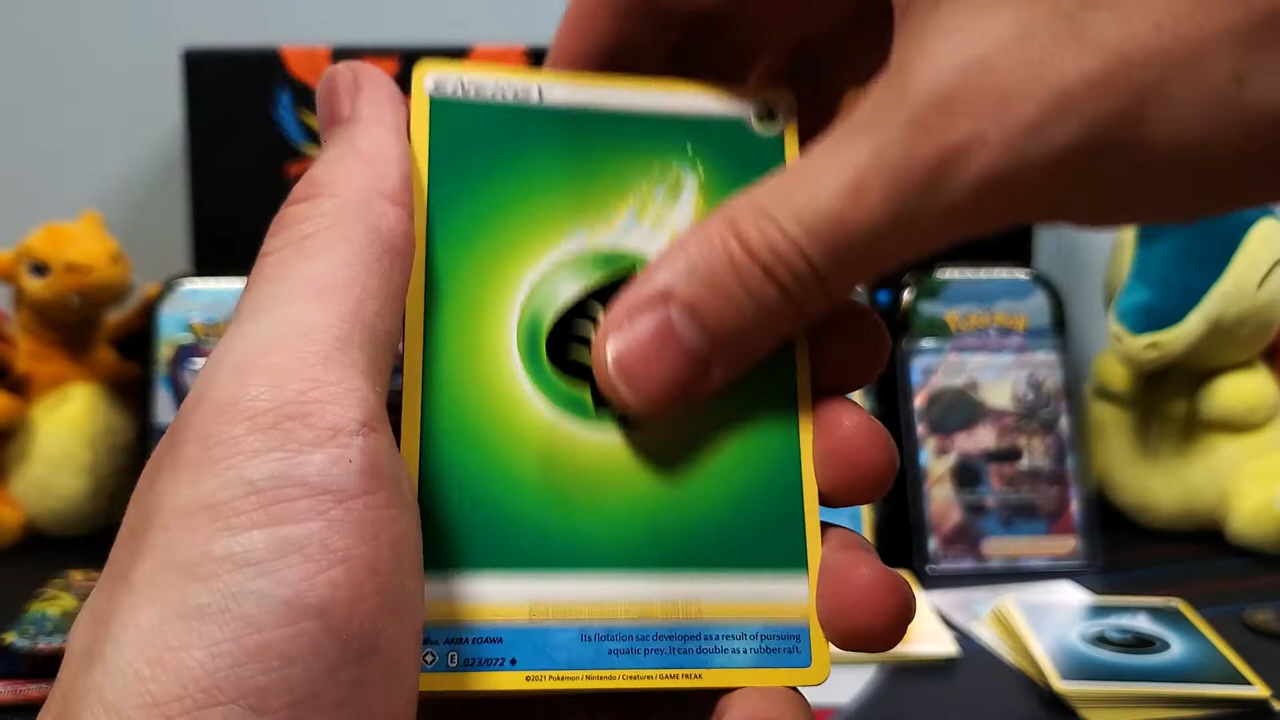 Pokémon
Illus. AKIRA EGAWA
Its flotation sac developed as a result of pursuing
aquatic prey. It can double as a rubber raft.
E 023/072
©2021 Pokémon / Nintendo / Creatures / GAME FREAK